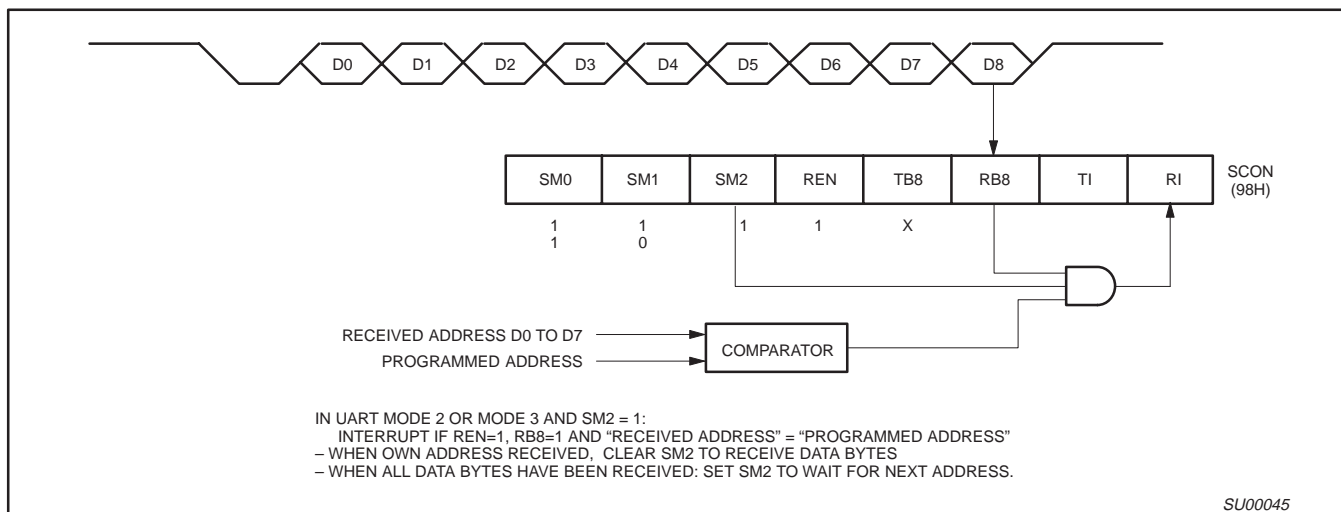 D0 D1 D2 D3 D4 D5 D6 D7 D8
SM0 SM1 SM2 REN TB8 RB8 TI RI
SCON
(98H)
1 1 1 1 X
1 0
RECEIVED ADDRESS D0 TO D7
PROGRAMMED ADDRESS
COMPARATOR
IN UART MODE 2 OR MODE 3 AND SM2 = 1:
INTERRUPT IF REN=1, RB8=1 AND “RECEIVED ADDRESS” = “PROGRAMMED ADDRESS”
– WHEN OWN ADDRESS RECEIVED, CLEAR SM2 TO RECEIVE DATA BYTES
– WHEN ALL DATA BYTES HAVE BEEN RECEIVED: SET SM2 TO WAIT FOR NEXT ADDRESS.
SU00045